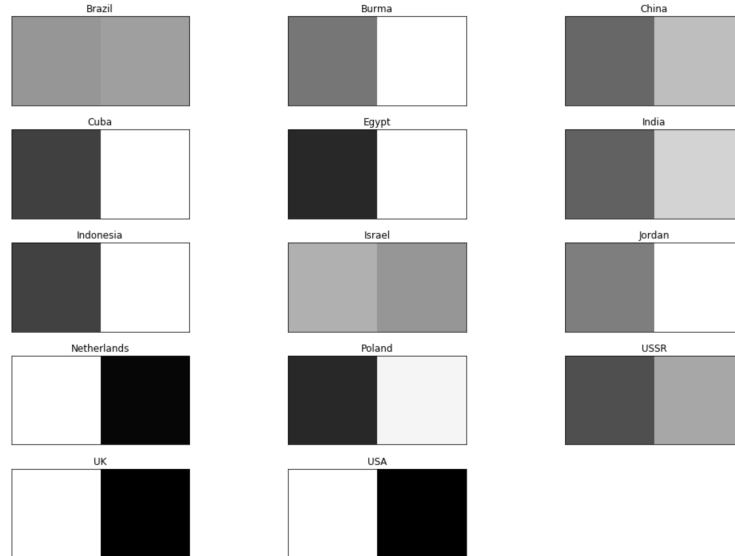 Brazil
Burma
China
Cuba
Egypt
India
Indonesia
Israel
Jordan
Netherlands
Poland
USSR
UK
USA